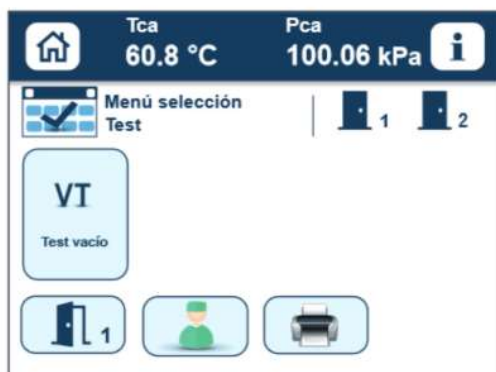 Tca Pca
60.8 °C 100.06 kPa i
Menú selección
Test
1 2
VT
Test vacío
1